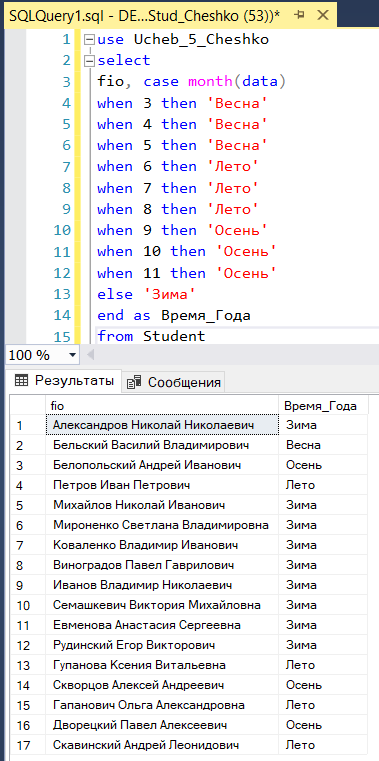 SQLQuery1.sql - DE...Stud_Cheshko (53))*
1 use Ucheb_5_Cheshko
2 select
3 fio, case month(data)
4 when 3 then 'Весна'
5 when 4 then 'Весна'
6 when 5 then 'Весна'
7 when 6 then 'Лето'
8 when 7 then 'Лето'
9 when 8 then 'Лето'
10 when 9 then 'Осень'
11 when 10 then 'Осень'
12 when 11 then 'Осень'
13 else 'Зима'
14 end as Время_Года
15 from Student
100 %
Результаты Сообщения
fio Время_Года
1 Александров Николай Николаевич Зима
2 Бельский Василий Владимирович Весна
3 Белопольский Андрей Иванович Осень
4 Петров Иван Петрович Лето
5 Михайлов Николай Иванович Зима
6 Мироненко Светлана Владимировна Зима
7 Коваленко Владимир Иванович Зима
8 Виноградов Павел Гаврилович Зима
9 Иванов Владимир Николаевич Зима
10 Семашкевич Виктория Михайловна Зима
11 Евменова Анастасия Сергеевна Зима
12 Рудинский Егор Викторович Зима
13 Гупанова Ксения Витальевна Лето
14 Скворцов Алексей Андреевич Осень
15 Гапанович Ольга Александровна Лето
16 Дворецкий Павел Алексеевич Осень
17 Скавинский Андрей Леонидович Лето